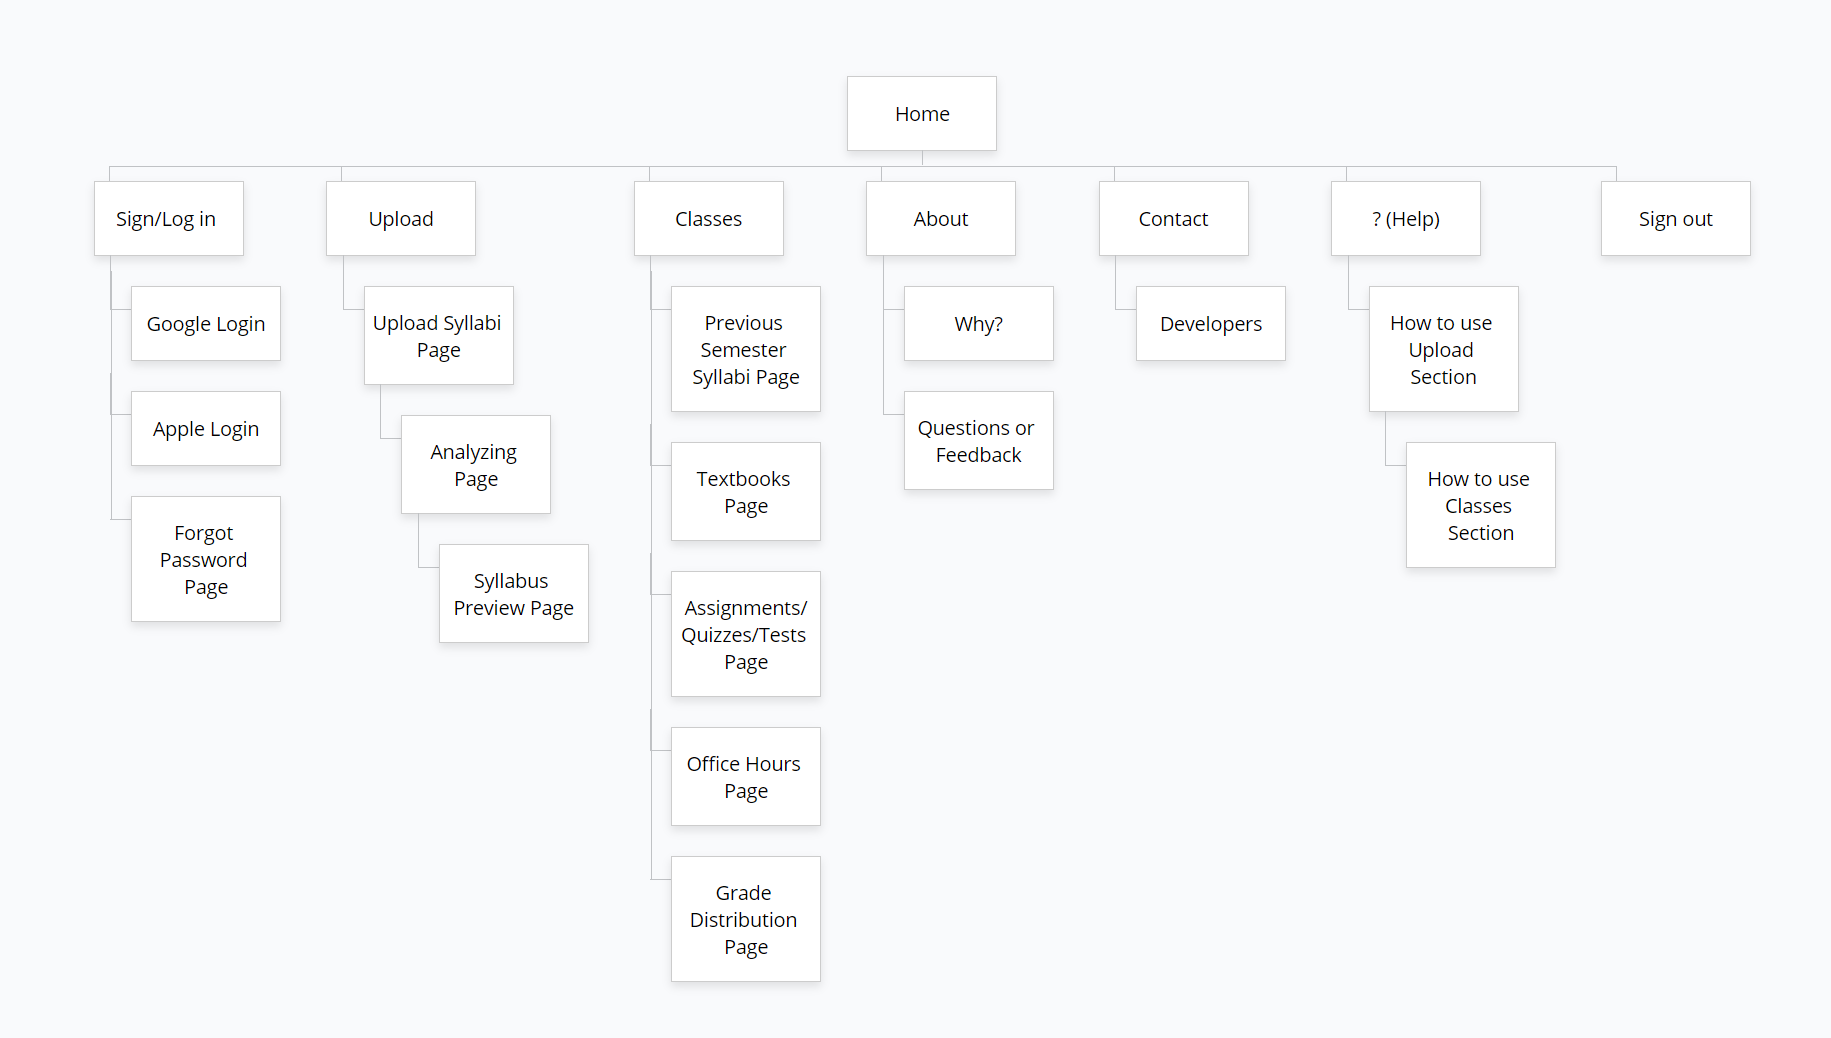 Home
Sign/Log in
Google Login
Apple Login
Forgot
Password
Page
Upload
Upload Syllabi
Page
Analyzing
Page
Syllabus
Preview Page
Classes
Previous
Semester
Syllabi Page
Textbooks
Page
Assignments/
Quizzes/Tests
Page
Office Hours
Page
Grade
Distribution
Page
About
Why?
Questions or
Feedback
Contact
Developers
? (Help)
How to use
Upload
Section
How to use
Classes
Section
Sign out